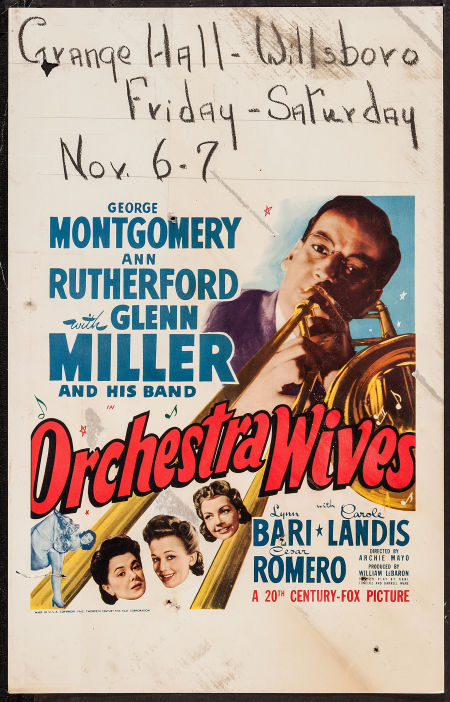 Grange Hall - Willsboro
Friday - Saturday
Nov. 6-7
GEORGE
MONTGOMERY
ANN
RUTHERFORD
with GLENN
MILLER
AND HIS BAND
IN
Orchestra Wives
with
Lynn Carole
BARI ★ LANDIS
Cesar
ROMERO
DIRECTED BY
ARCHIE MAYO
PRODUCED BY
WILLIAM LeBARON
A 20TH CENTURY-FOX PICTURE